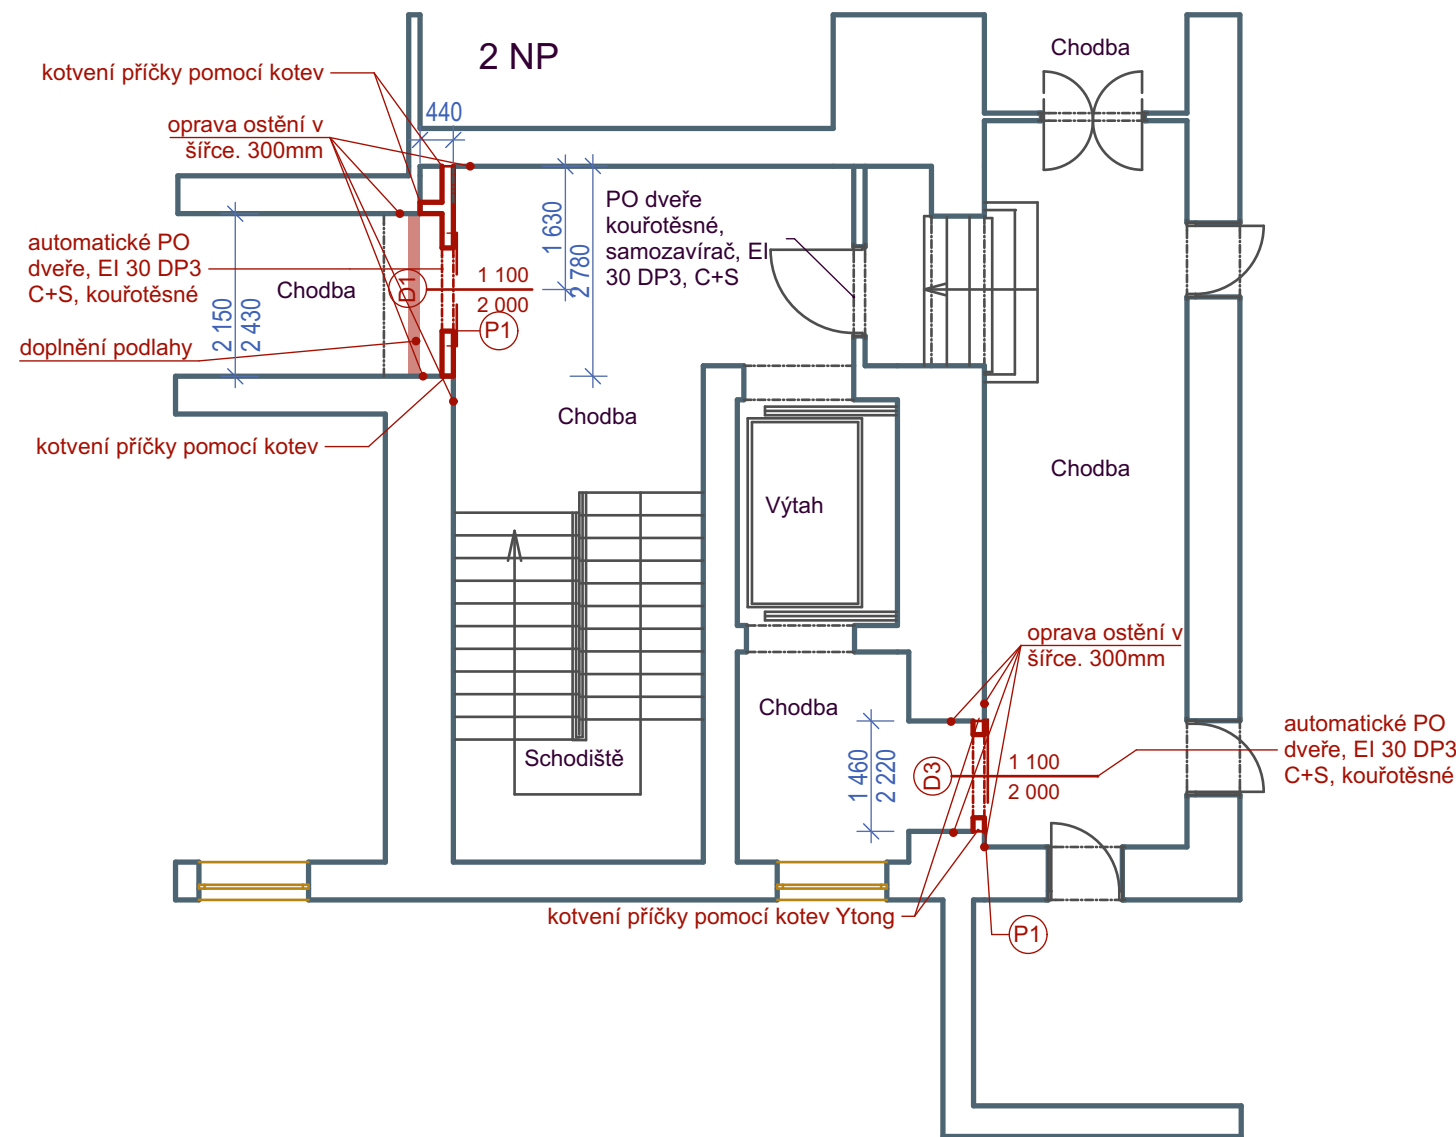 2 NP
Chodba
kotvení příčky pomocí kotev
440
oprava ostění v
šířce. 300mm
1 630
2 780
PO dveře
kouřotěsné,
samozavírač, EI
30 DP3, C+S
automatické PO
dveře, EI 30 DP3
C+S, kouřotěsné
Chodba
D1
1 100
2 000
P1
2 150
2 430
doplnění podlahy
Chodba
kotvení příčky pomocí kotev
Chodba
Výtah
oprava ostění v
šířce. 300mm
Chodba
Schodiště
1 460
2 220
D3
1 100
2 000
automatické PO
dveře, EI 30 DP3
C+S, kouřotěsné
kotvení příčky pomocí kotev Ytong
P1